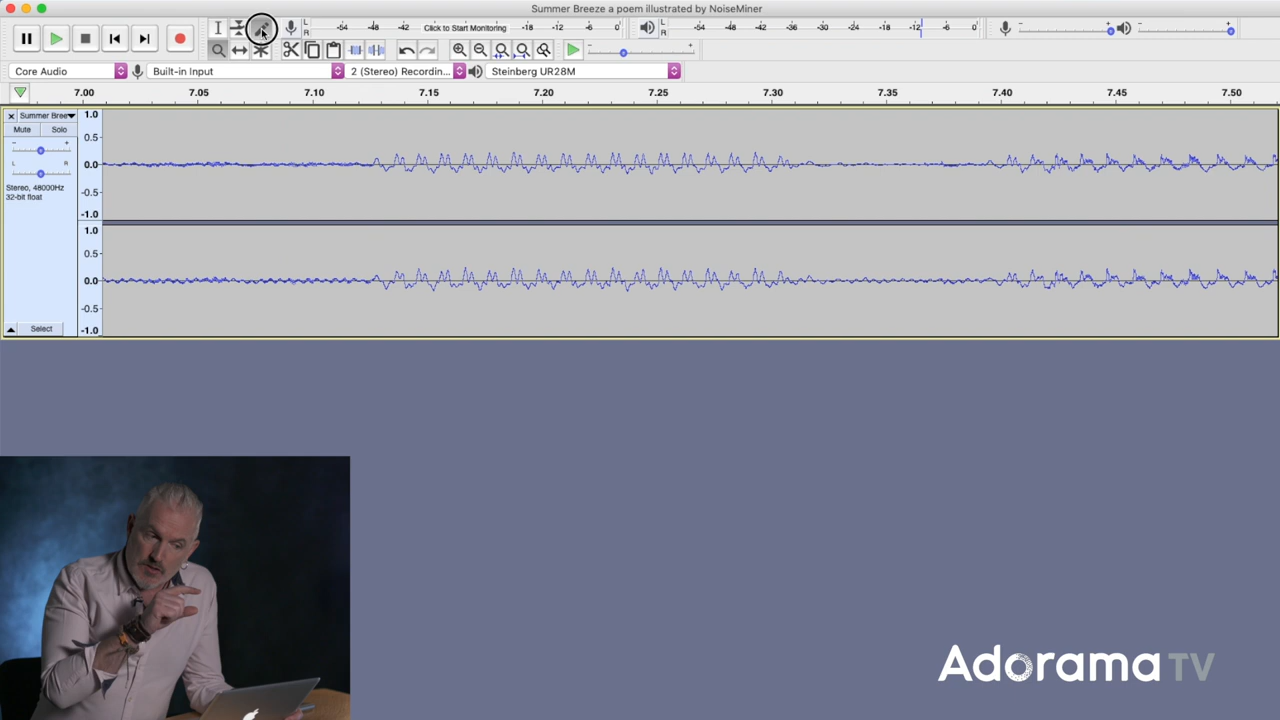 Summer Breeze a poem illustrated by NoiseMiner
L R -54 -48 -42 Click to Start Monitoring -18 -12 -6 0
L R -54 -48 -42 -36 -30 -24 -18 -12 -6 0
Core Audio Built-in Input 2 (Stereo) Recordin... Steinberg UR28M
7.00 7.05 7.10 7.15 7.20 7.25 7.30 7.35 7.40 7.45 7.50
Summer Bree
Mute Solo
- +
L R
Stereo, 48000Hz
32-bit float
Select
1.0
0.5
0.0
-0.5
-1.0
1.0
0.5
0.0
-0.5
-1.0
Adorama TV